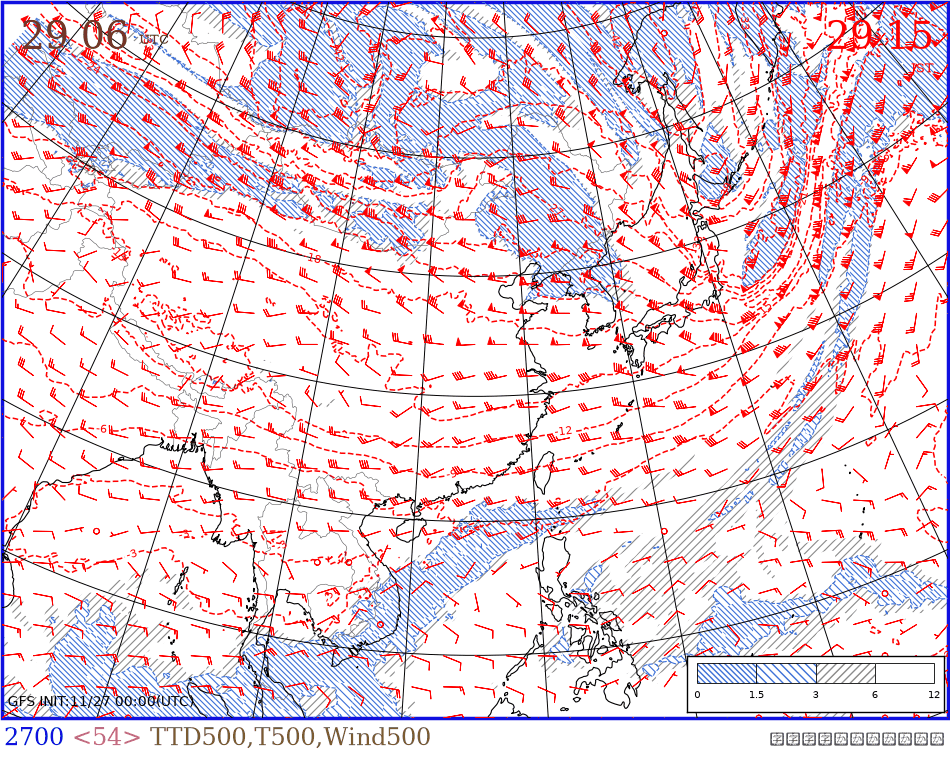 29 06 UTC
29 15 JST
-18
-12
-6
-3
0 1.5 3 6 12
GFS INIT:11/27 00:00(UTC)
2700 <54> TTD500,T500,Wind500